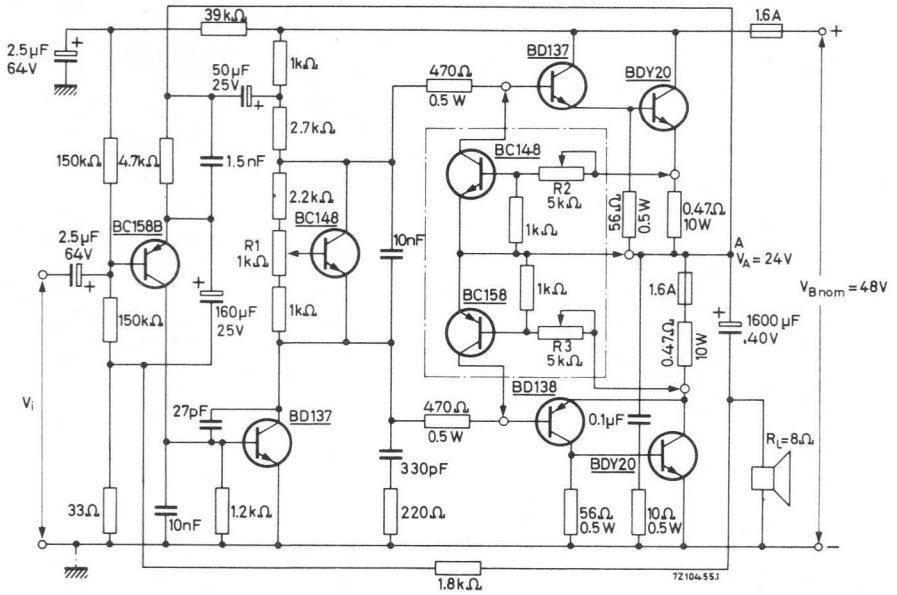 39kΩ
1.6A
+
2.5µF
64V
+
50µF
25V
+
1kΩ
BD137
470Ω
0.5W
BDY20
2.7kΩ
150kΩ
4.7kΩ
1.5nF
BC148
R2
5kΩ
2.2kΩ
BC148
1kΩ
56Ω
0.5W
0.47Ω
10W
BC158B
2.5µF
64V
+
R1
1kΩ
10nF
A
VA=24V
VBnom=48V
150kΩ
+
160µF
25V
1kΩ
BC158
1kΩ
1.6A
R3
5kΩ
0.47Ω
10W
+
1600µF
.40V
Vi
27pF
BD137
470Ω
0.5W
BD138
0.1µF
RL=8Ω
330pF
BDY20
33Ω
10nF
1.2kΩ
220Ω
56Ω
0.5W
10Ω
0.5W
−
1.8kΩ
7Z10455.1